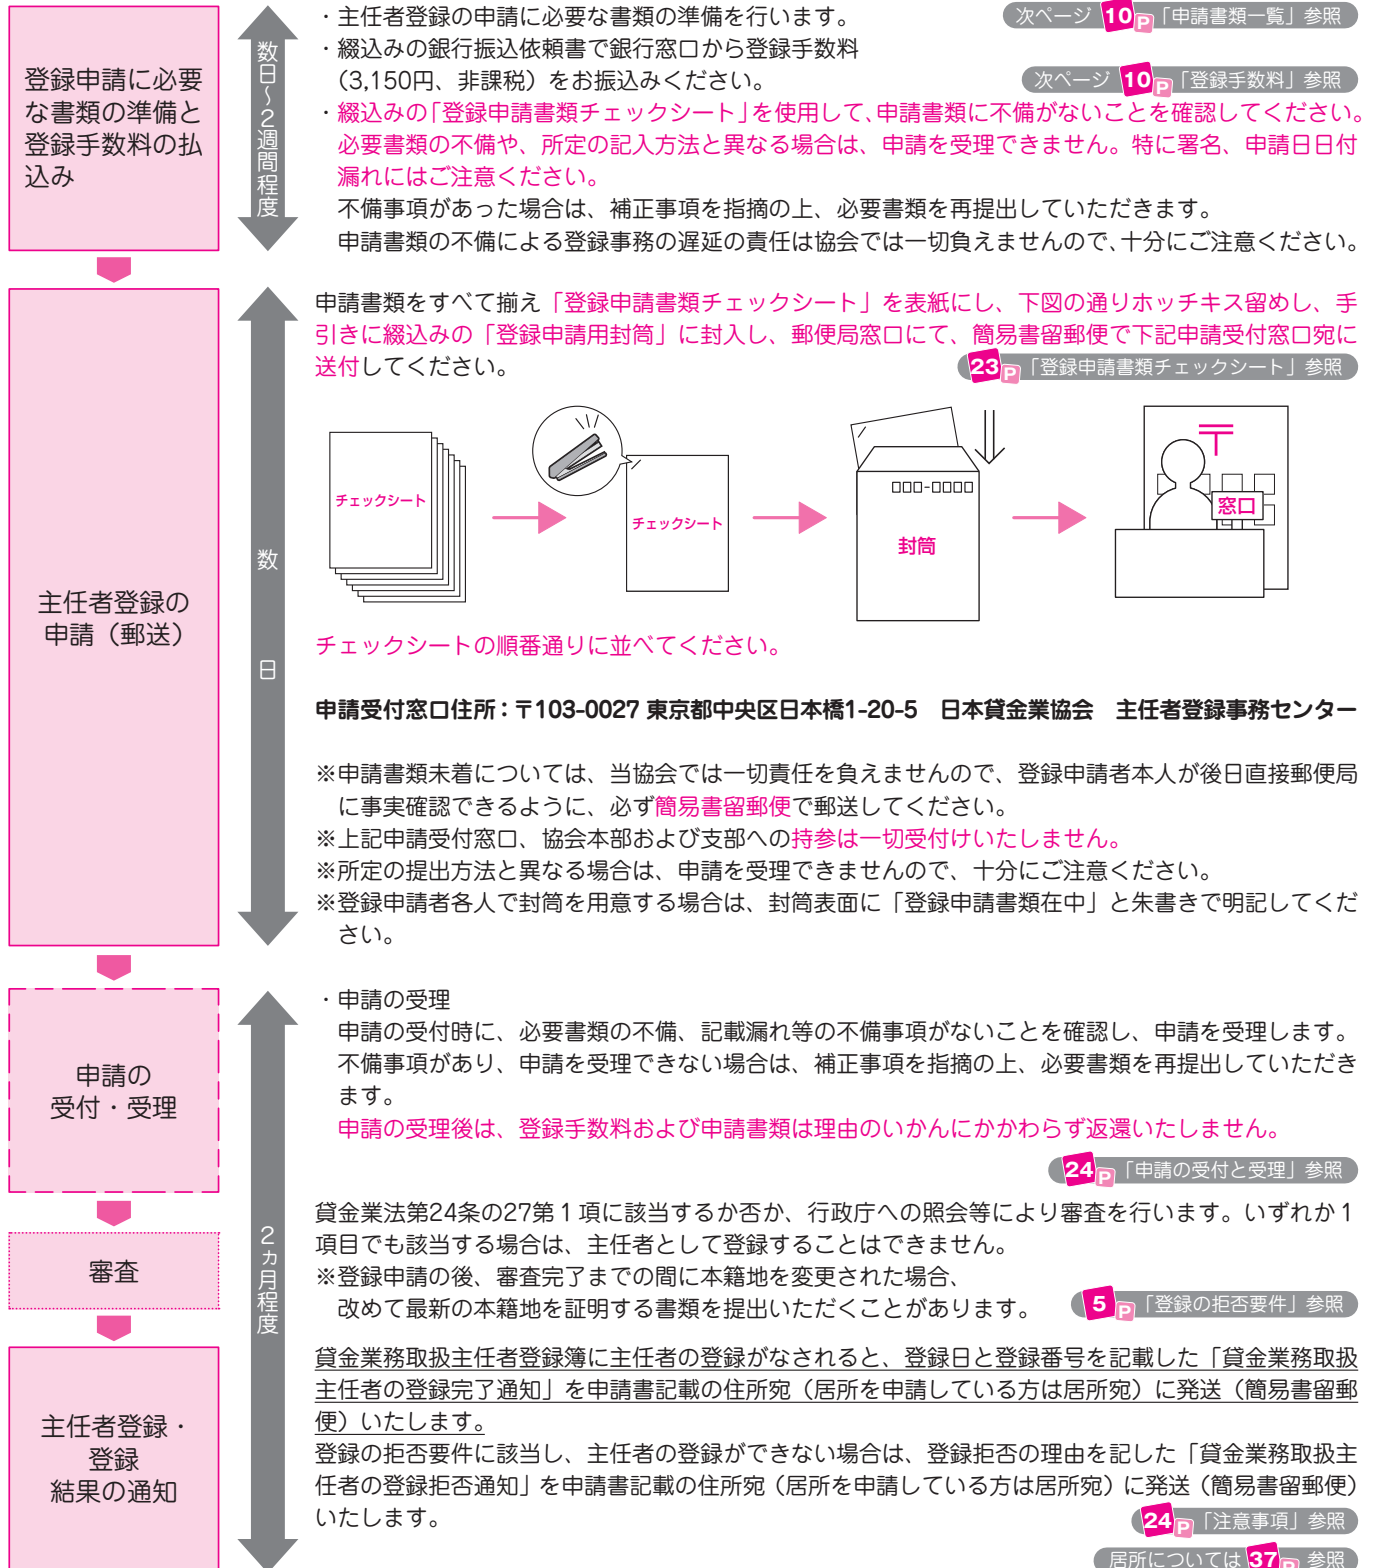 登録申請に必要
な書類の準備と
登録手数料の払
込み
数日〜2週間程度
・主任者登録の申請に必要な書類の準備を行います。
次ページ 10P 「申請書類一覧」参照
・綴込みの銀行振込依頼書で銀行窓口から登録手数料
（3,150円、非課税）をお振込みください。
次ページ 10P 「登録手数料」参照
・綴込みの「登録申請書類チェックシート」を使用して、申請書類に不備がないことを確認してください。
必要書類の不備や、所定の記入方法と異なる場合は、申請を受理できません。特に署名、申請日日付
漏れにはご注意ください。
不備事項があった場合は、補正事項を指摘の上、必要書類を再提出していただきます。
申請書類の不備による登録事務の遅延の責任は協会では一切負えませんので、十分にご注意ください。
主任者登録の
申請（郵送）
数日
申請書類をすべて揃え「登録申請書類チェックシート」を表紙にし、下図の通りホッチキス留めし、手
引きに綴込みの「登録申請用封筒」に封入し、郵便局窓口にて、簡易書留郵便で下記申請受付窓口宛に
送付してください。
23P 「登録申請書類チェックシート」参照
チェックシート
チェックシート
□□□-□□□□
封筒
〒
窓口
チェックシートの順番通りに並べてください。
申請受付窓口住所：〒103-0027 東京都中央区日本橋1-20-5　日本貸金業協会　主任者登録事務センター
※申請書類未着については、当協会では一切責任を負えませんので、登録申請者本人が後日直接郵便局
に事実確認できるように、必ず簡易書留郵便で郵送してください。
※上記申請受付窓口、協会本部および支部への持参は一切受付けいたしません。
※所定の提出方法と異なる場合は、申請を受理できませんので、十分にご注意ください。
※登録申請者各人で封筒を用意する場合は、封筒表面に「登録申請書類在中」と朱書きで明記してくだ
さい。
申請の
受付・受理
2ヵ月程度
・申請の受理
申請の受付時に、必要書類の不備、記載漏れ等の不備事項がないことを確認し、申請を受理します。
不備事項があり、申請を受理できない場合は、補正事項を指摘の上、必要書類を再提出していただき
ます。
申請の受理後は、登録手数料および申請書類は理由のいかんにかかわらず返還いたしません。
24P 「申請の受付と受理」参照
審査
貸金業法第24条の27第１項に該当するか否か、行政庁への照会等により審査を行います。いずれか１
項目でも該当する場合は、主任者として登録することはできません。
※登録申請の後、審査完了までの間に本籍地を変更された場合、
改めて最新の本籍地を証明する書類を提出いただくことがあります。
5P 「登録の拒否要件」参照
主任者登録・
登録
結果の通知
貸金業務取扱主任者登録簿に主任者の登録がなされると、登録日と登録番号を記載した「貸金業務取扱
主任者の登録完了通知」を申請書記載の住所宛（居所を申請している方は居所宛）に発送（簡易書留郵
便）いたします。
登録の拒否要件に該当し、主任者の登録ができない場合は、登録拒否の理由を記した「貸金業務取扱主
任者の登録拒否通知」を申請書記載の住所宛（居所を申請している方は居所宛）に発送（簡易書留郵便）
いたします。
24P 「注意事項」参照
居所については 37P 参照